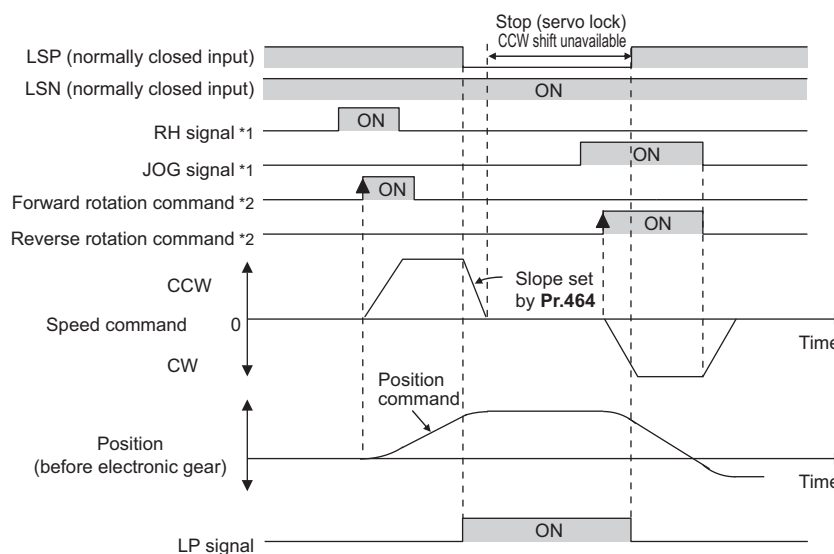 Stop (servo lock)
CCW shift unavailable
LSP (normally closed input)
LSN (normally closed input)
ON
RH signal *1
ON
JOG signal *1
ON
Forward rotation command *2
ON
Reverse rotation command *2
ON
CCW
Slope set
by Pr.464
Speed command
0
Time
CW
Position
command
Position
(before electronic gear)
Time
LP signal
ON